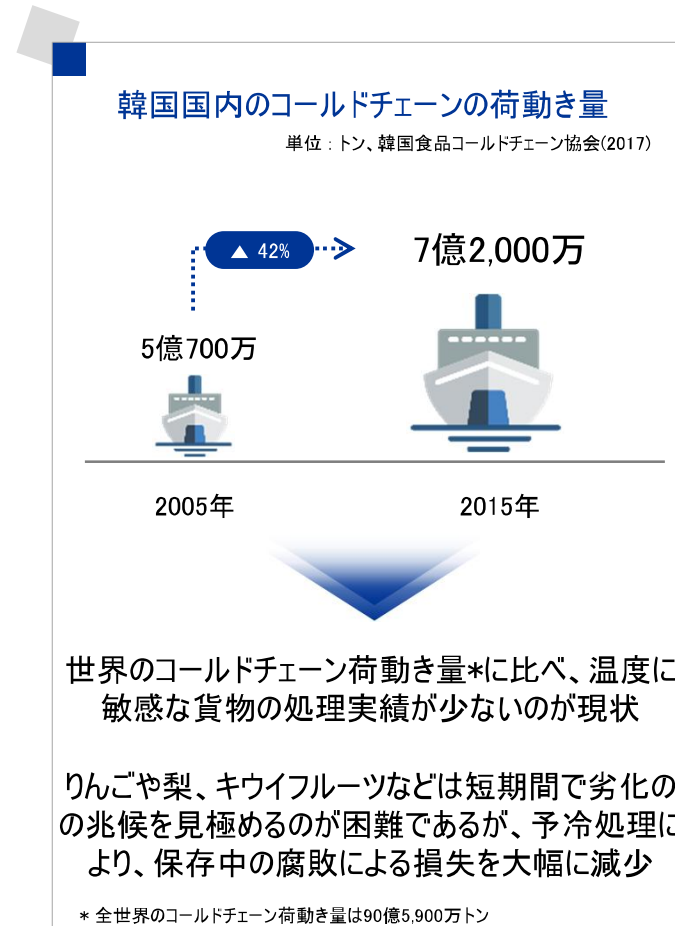 韓国国内のコールドチェーンの荷動き量
単位 : トン、韓国食品コールドチェーン協会(2017)
▲ 42%
7億2,000万
5億700万
2005年
2015年
世界のコールドチェーン荷動き量*に比べ、温度に
敏感な貨物の処理実績が少ないのが現状
りんごや梨、キウイフルーツなどは短期間で劣化の
の兆候を見極めるのが困難であるが、予冷処理に
より、保存中の腐敗による損失を大幅に減少
* 全世界のコールドチェーン荷動き量は90億5,900万トン